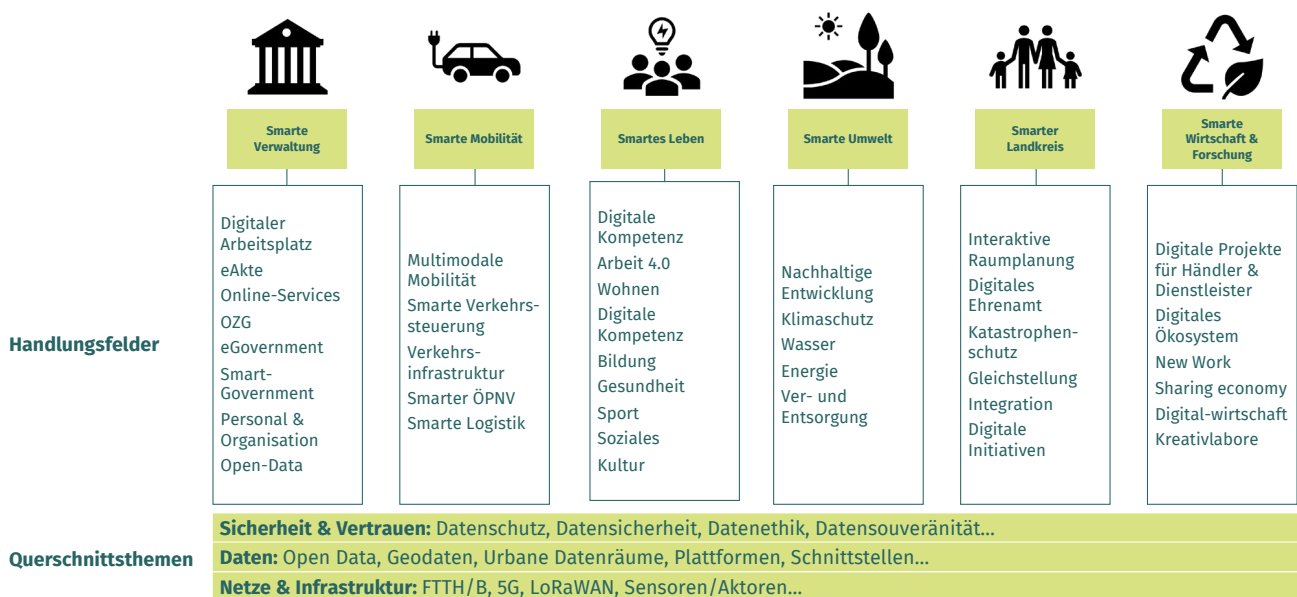 Smarte
Verwaltung
Smarte Mobilität
Smartes Leben
Smarte Umwelt
Smarter
Landkreis
Smarte
Wirtschaft &
Forschung
Handlungsfelder
Digitaler
Arbeitsplatz
eAkte
Online-Services
OZG
eGovernment
Smart-
Government
Personal &
Organisation
Open-Data
Multimodale
Mobilität
Smarte Verkehrs-
steuerung
Verkehrs-
infrastruktur
Smarter ÖPNV
Smarte Logistik
Digitale
Kompetenz
Arbeit 4.0
Wohnen
Digitale
Kompetenz
Bildung
Gesundheit
Sport
Soziales
Kultur
Nachhaltige
Entwicklung
Klimaschutz
Wasser
Energie
Ver- und
Entsorgung
Interaktive
Raumplanung
Digitales
Ehrenamt
Katastrophen-
schutz
Gleichstellung
Integration
Digitale
Initiativen
Digitale Projekte
für Händler &
Dienstleister
Digitales
Ökosystem
New Work
Sharing economy
Digital-wirtschaft
Kreativlabore
Querschnittsthemen
Sicherheit & Vertrauen: Datenschutz, Datensicherheit, Datenethik, Datensouveränität...
Daten: Open Data, Geodaten, Urbane Datenräume, Plattformen, Schnittstellen...
Netze & Infrastruktur: FTTH/B, 5G, LoRaWAN, Sensoren/Aktoren...